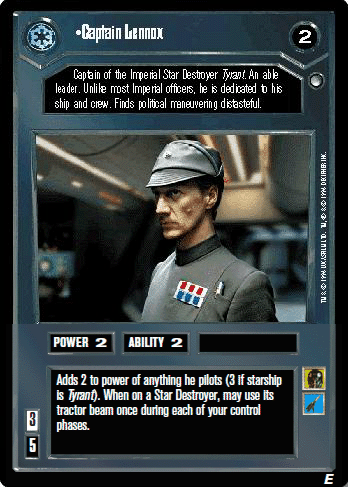 •Captain Lennox
2
Captain of the Imperial Star Destroyer Tyrant. An able
leader. Unlike most Imperial officers, he is dedicated to his
ship and crew. Finds political maneuvering distasteful.
POWER 2
ABILITY 2
Adds 2 to power of anything he pilots (3 if starship
is Tyrant). When on a Star Destroyer, may use its
tractor beam once during each of your control
phases.
3
5
E